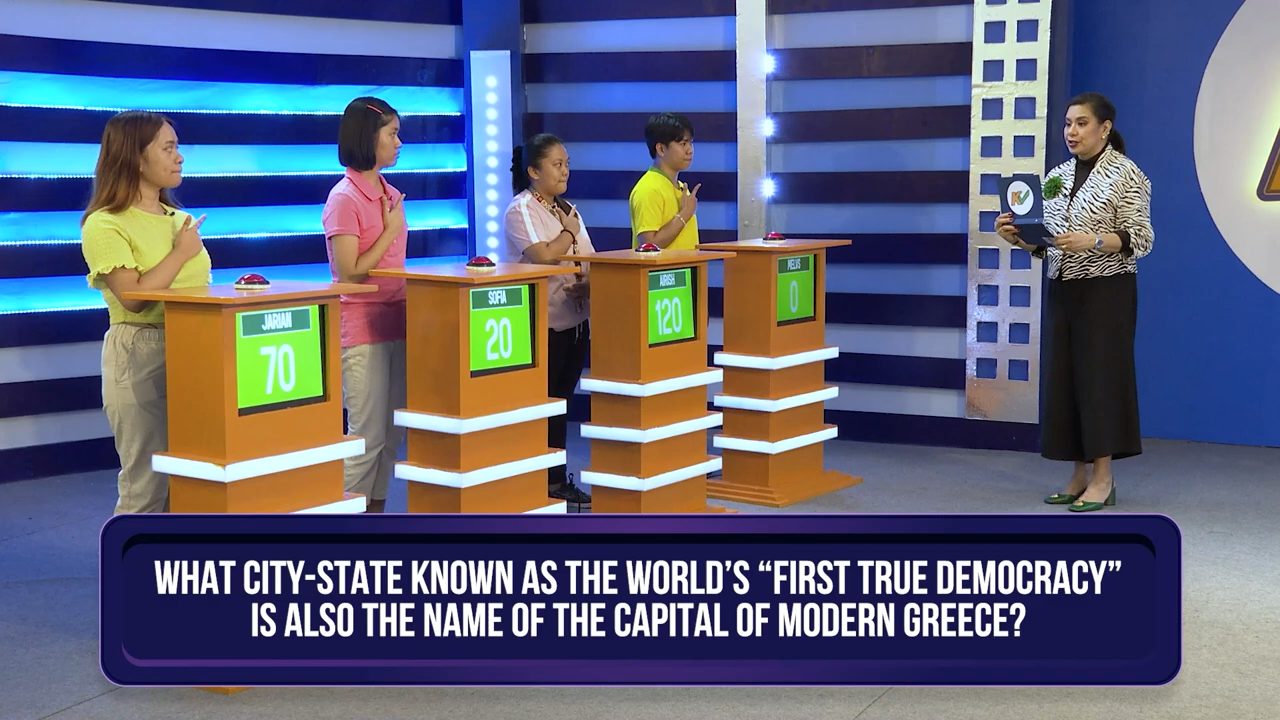 JARIAN
70
SOFIA
20
AIRISH
120
MELVS
0
K
WHAT CITY-STATE KNOWN AS THE WORLD'S “FIRST TRUE DEMOCRACY”
IS ALSO THE NAME OF THE CAPITAL OF MODERN GREECE?